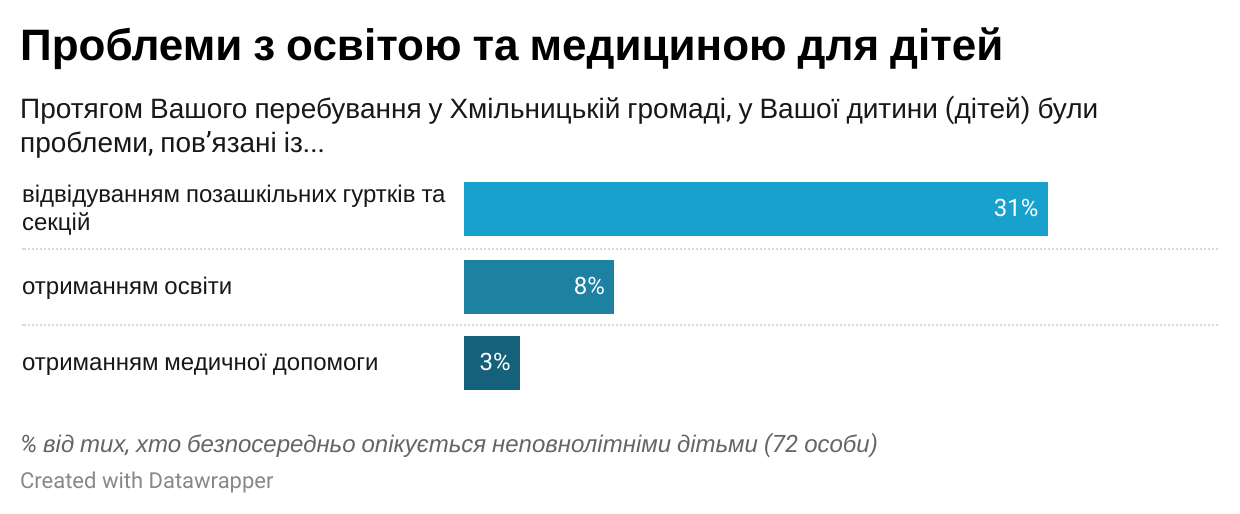 Проблеми з освітою та медициною для дітей
Протягом Вашого перебування у Хмільницькій громаді, у Вашої дитини (дітей) були
проблеми, пов’язані із...
відвідуванням позашкільних гуртків та
секцій
31%
отриманням освіти
8%
отриманням медичної допомоги
3%
% від тих, хто безпосередньо опікується неповнолітніми дітьми (72 особи)
Created with Datawrapper